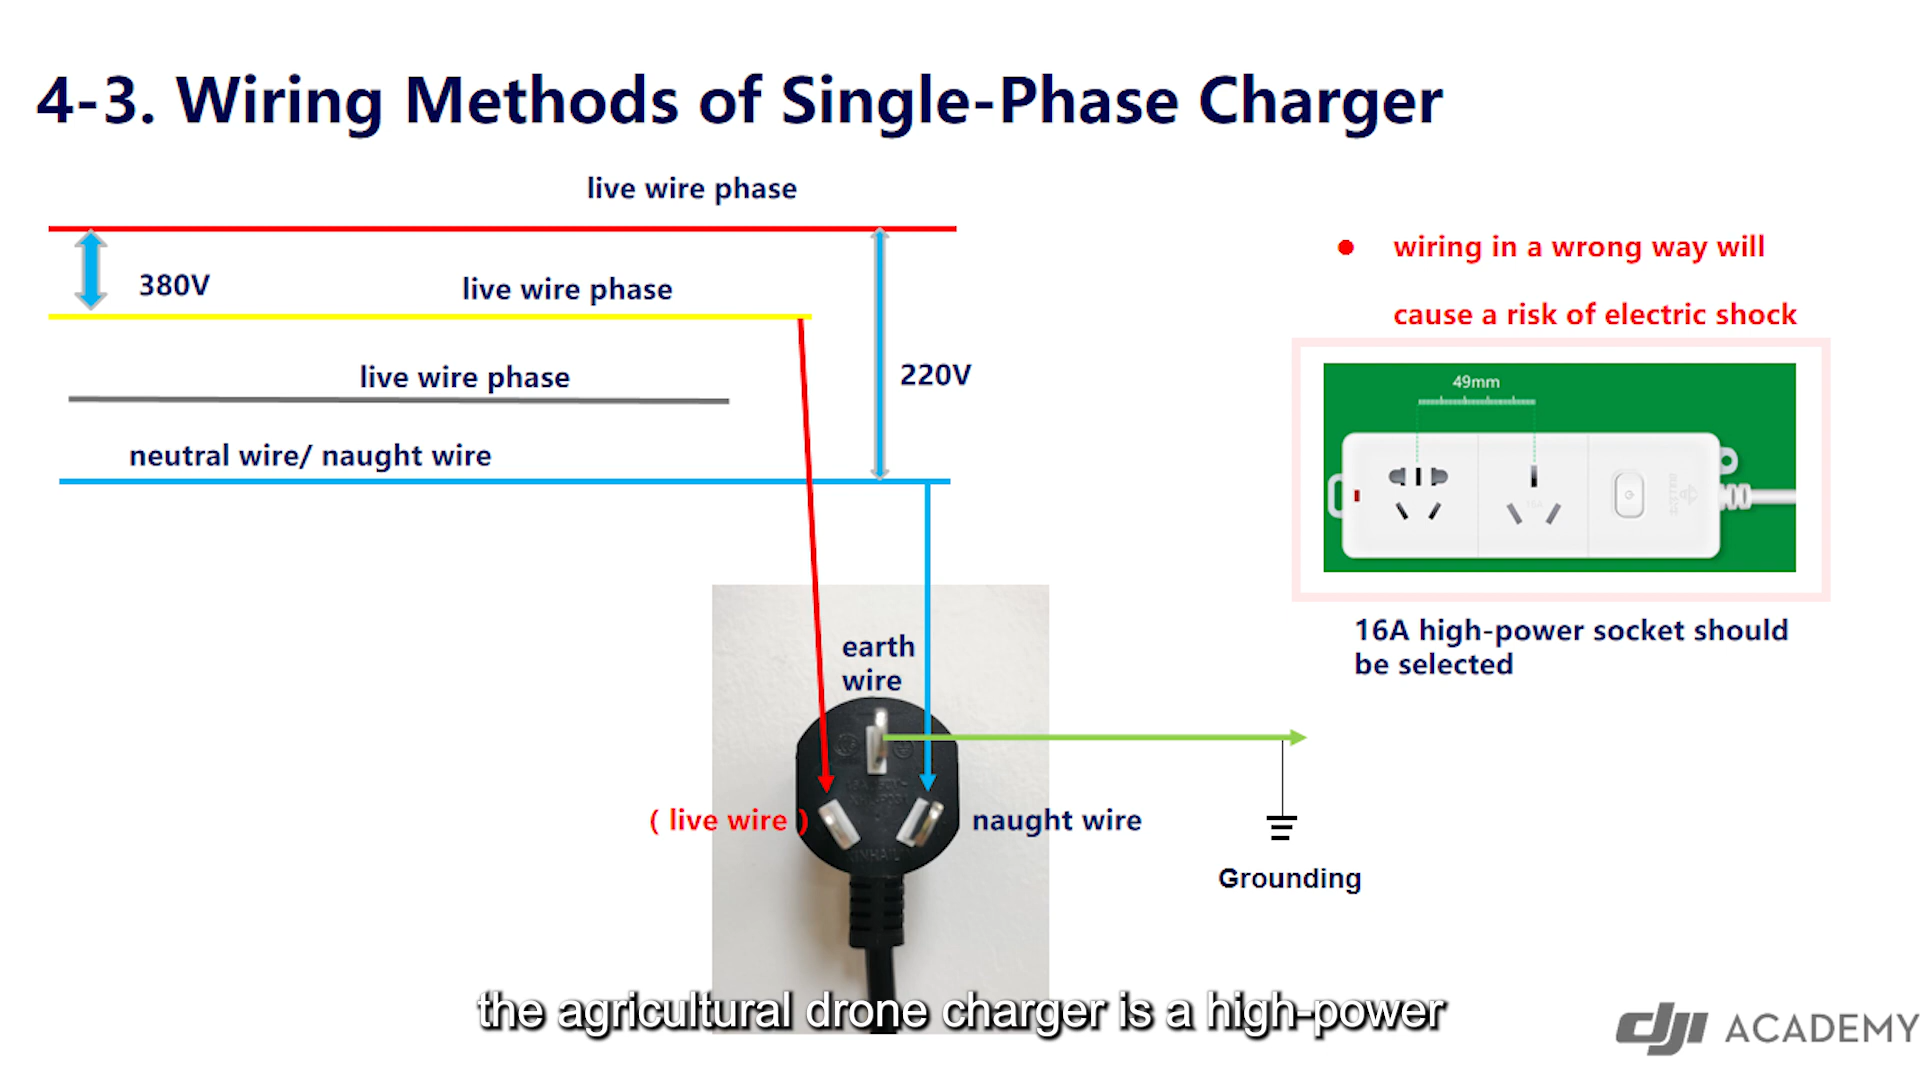 4-3. Wiring Methods of Single-Phase Charger
live wire phase
380V
live wire phase
live wire phase
220V
neutral wire/ naught wire
wiring in a wrong way will
cause a risk of electric shock
49mm
16A high-power socket should
be selected
earth
wire
( live wire )
naught wire
Grounding
the agricultural drone charger is a high-power
dji ACADEMY